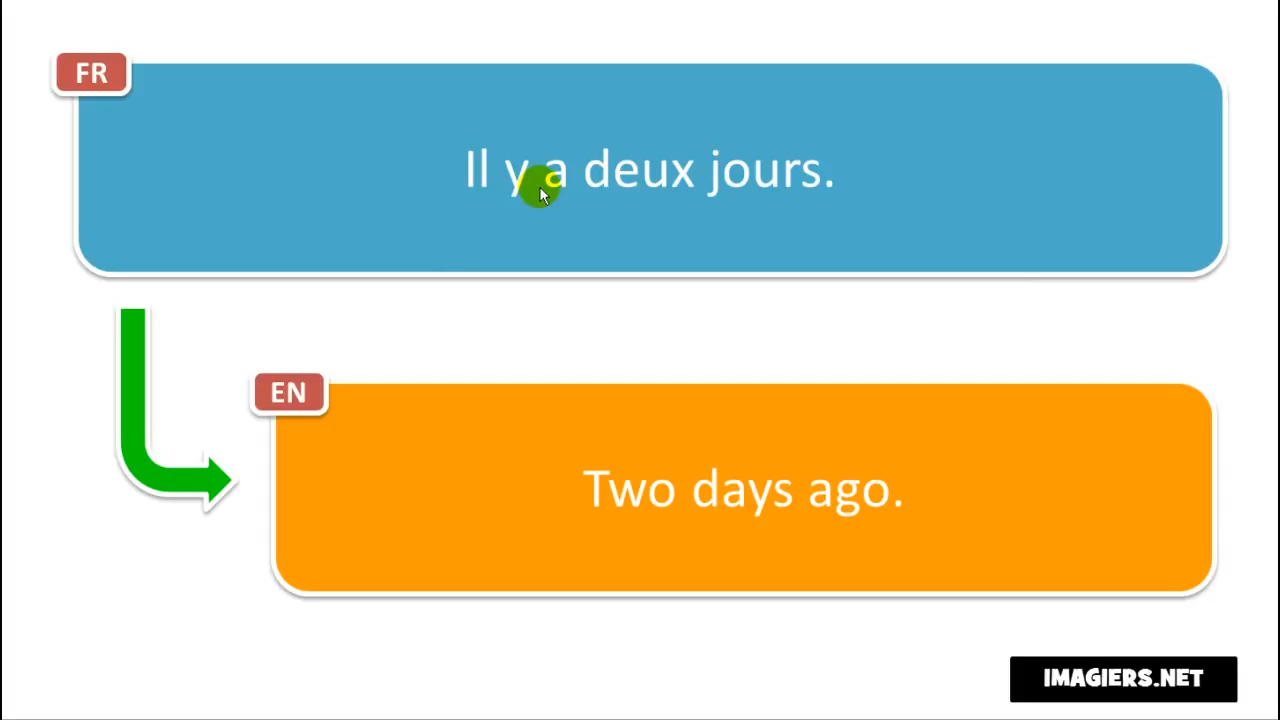 FR
Il y a deux jours.
EN
Two days ago.
IMAGIERS.NET